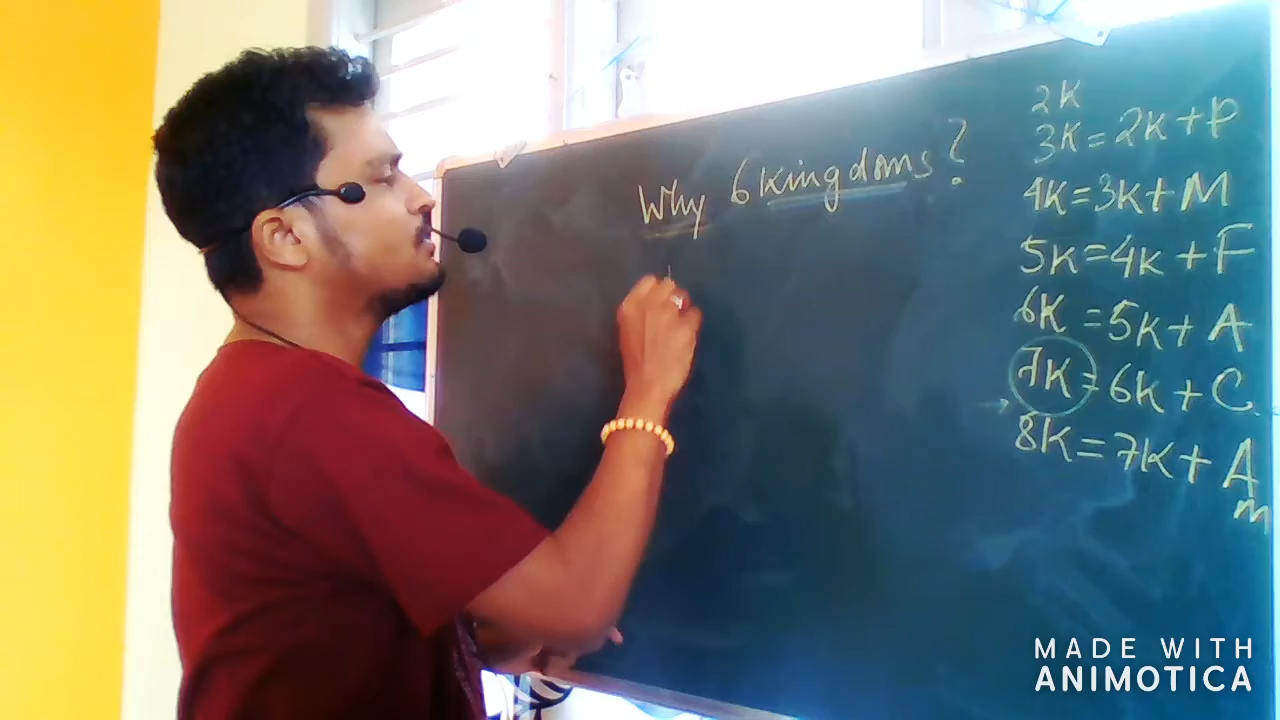 Why 6 kingdoms?
2K
3K=2K+P
4K=3K+M
5K=4K+F
6K=5K+A
7K=6K+C
8K=7K+A
m
MADE WITH
ANIMOTICA